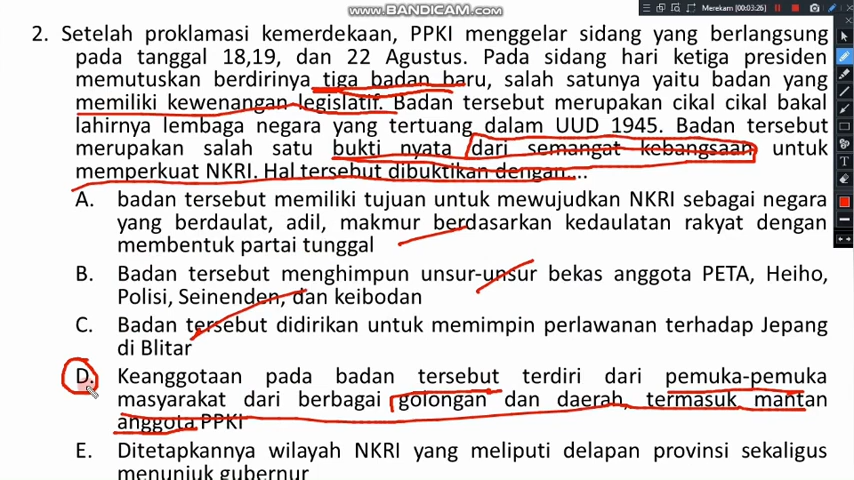 WWW.BANDICAM.COM
Merekam (00:03:26)
2. Setelah proklamasi kemerdekaan, PPKI menggelar sidang yang berlangsung
pada tanggal 18,19, dan 22 Agustus. Pada sidang hari ketiga presiden
memutuskan berdirinya tiga badan baru, salah satunya yaitu badan yang
memiliki kewenangan legislatif. Badan tersebut merupakan cikal cikal bakal
lahirnya lembaga negara yang tertuang dalam UUD 1945. Badan tersebut
merupakan salah satu bukti nyata dari semangat kebangsaan untuk
memperkuat NKRI. Hal tersebut dibuktikan dengan....
A. badan tersebut memiliki tujuan untuk mewujudkan NKRI sebagai negara
yang berdaulat, adil, makmur berdasarkan kedaulatan rakyat dengan
membentuk partai tunggal
B. Badan tersebut menghimpun unsur-unsur bekas anggota PETA, Heiho,
Polisi, Seinenden, dan keibodan
C. Badan tersebut didirikan untuk memimpin perlawanan terhadap Jepang
di Blitar
D. Keanggotaan pada badan tersebut terdiri dari pemuka-pemuka
masyarakat dari berbagai golongan dan daerah, termasuk mantan
anggota PPKI
E. Ditetapkannya wilayah NKRI yang meliputi delapan provinsi sekaligus
menunjuk gubernur